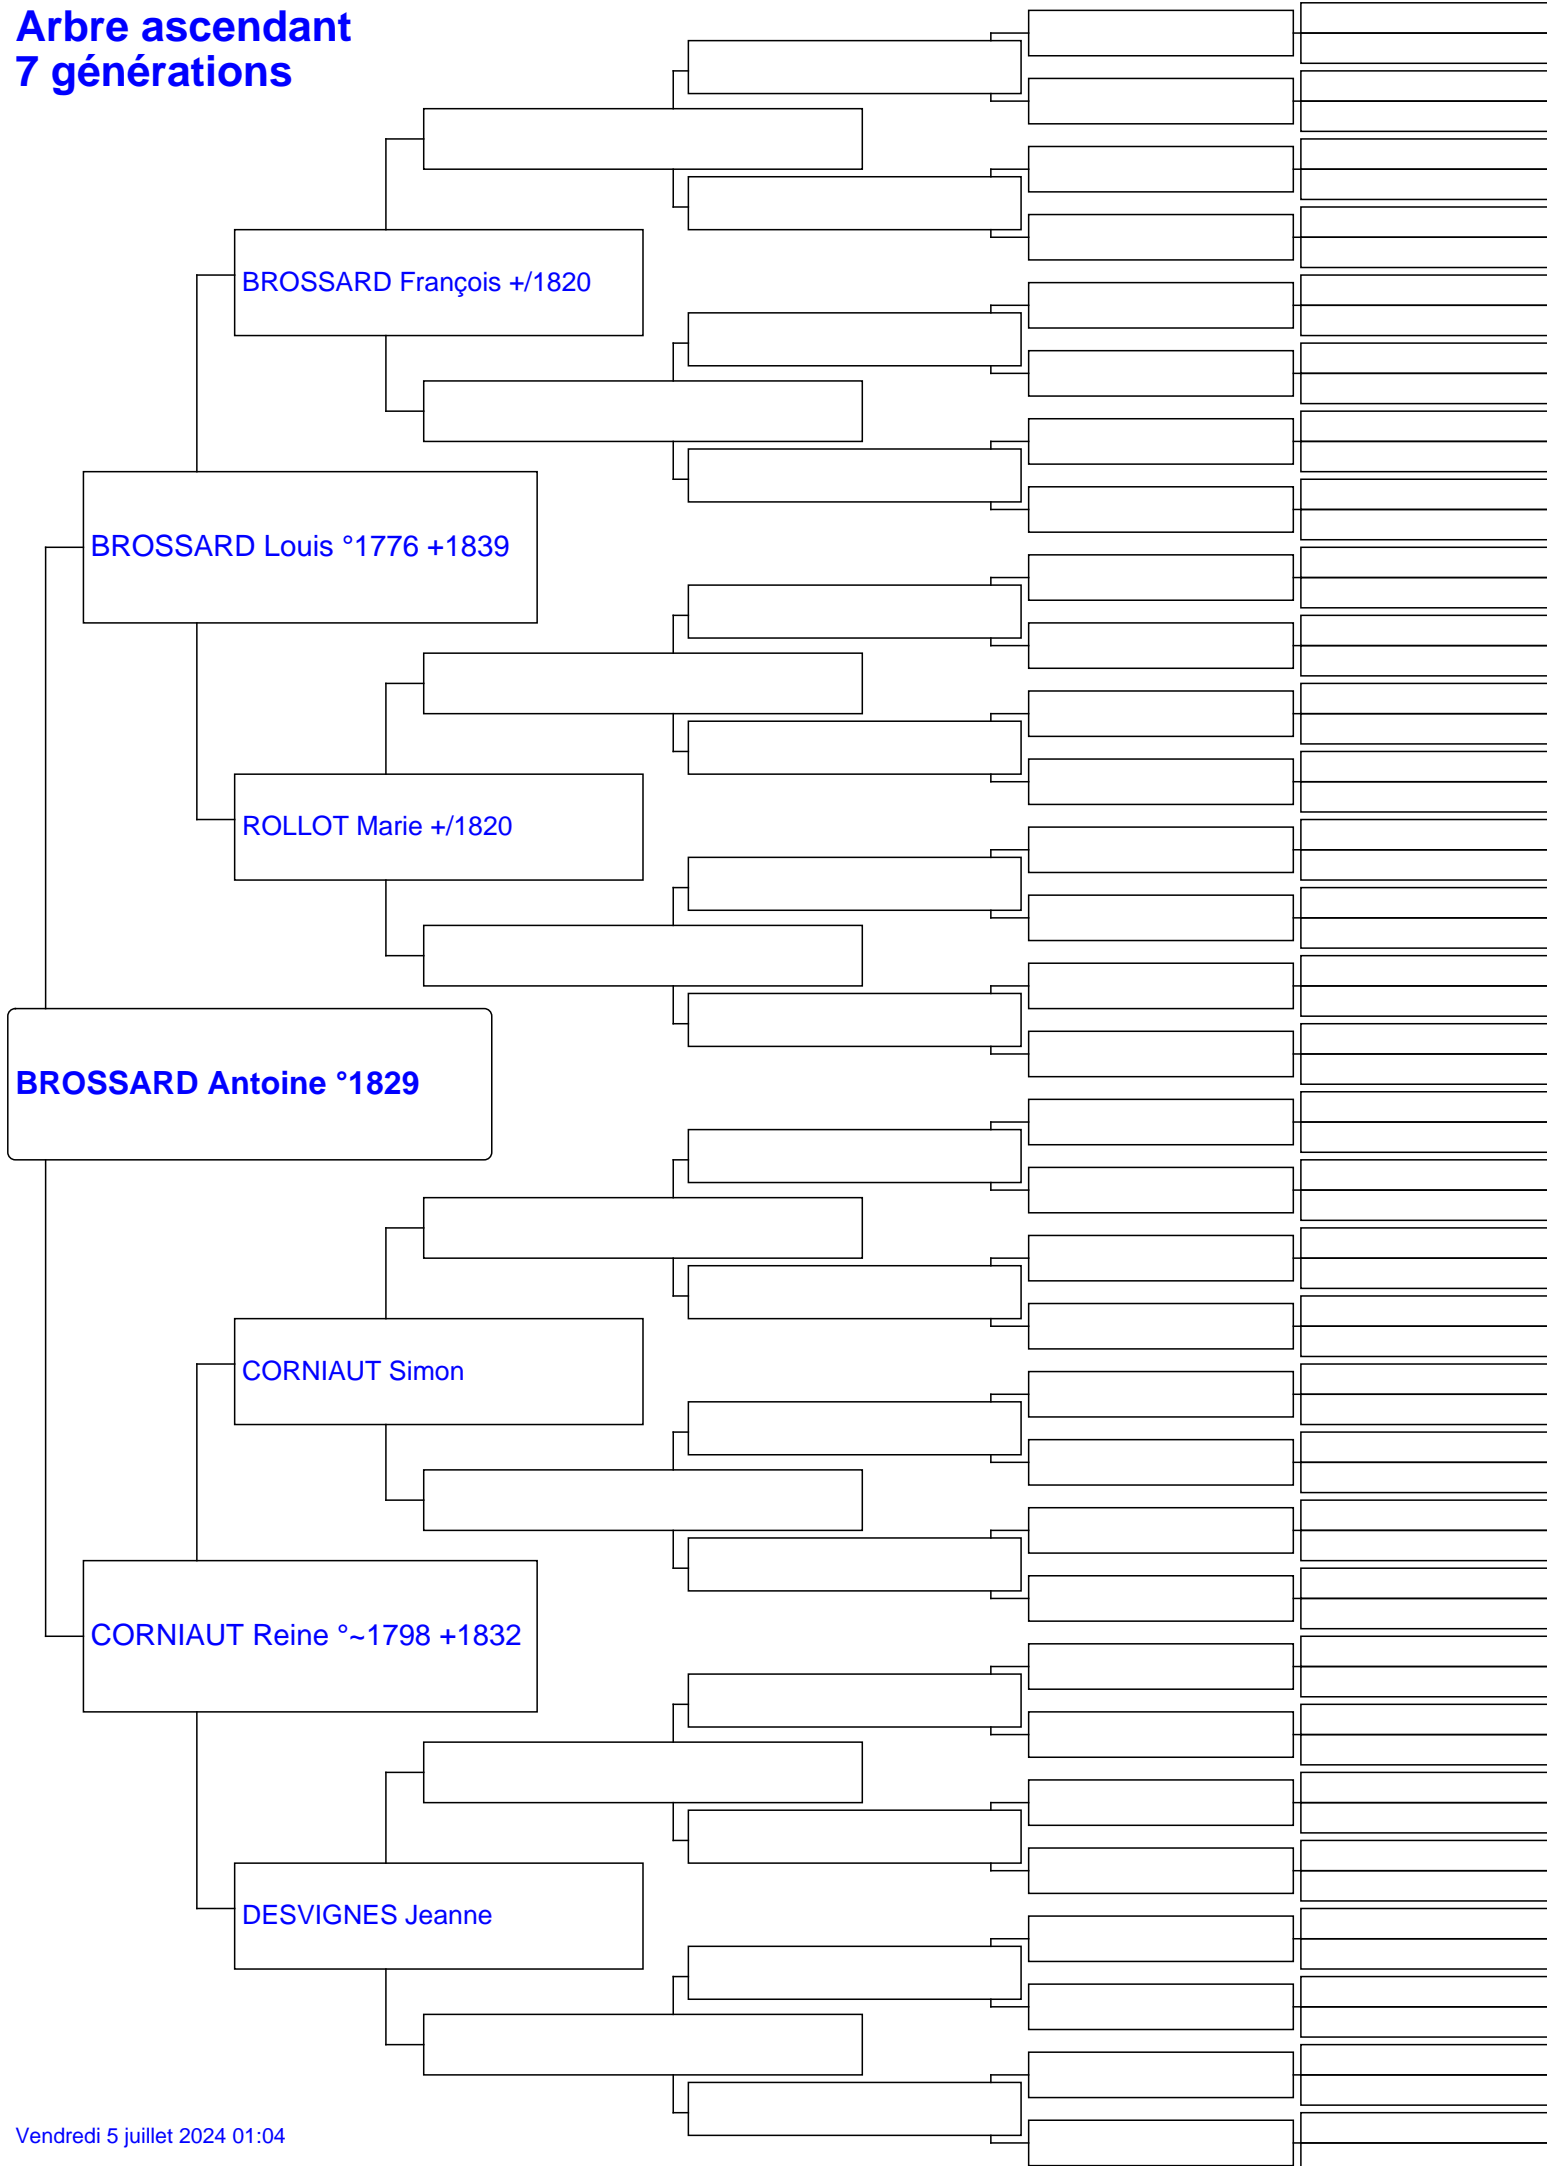 Arbre ascendant
7 générations
BROSSARD François +/1820
BROSSARD Louis °1776 +1839
ROLLOT Marie +/1820
BROSSARD Antoine °1829
CORNIAUT Simon
CORNIAUT Reine °~1798 +1832
DESVIGNES Jeanne
Vendredi 5 juillet 2024 01:04